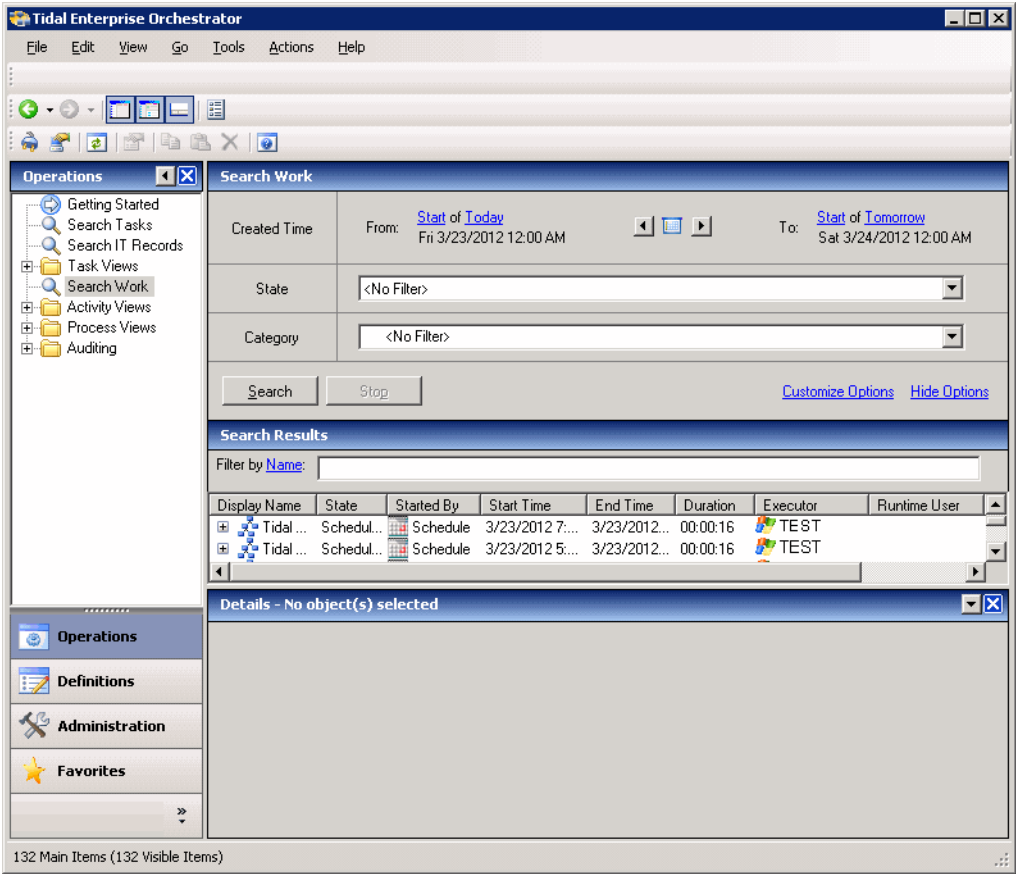 Tidal Enterprise Orchestrator
File Edit View Go Tools Actions Help
Operations
Getting Started
Search Tasks
Search IT Records
Task Views
Search Work
Activity Views
Process Views
Auditing
Operations
Definitions
Administration
Favorites
Search Work
Created Time From: Start of Today To: Start of Tomorrow
Fri 3/23/2012 12:00 AM Sat 3/24/2012 12:00 AM
State <No Filter>
Category <No Filter>
Search Stop Customize Options Hide Options
Search Results
Filter by Name:
Display Name State Started By Start Time End Time Duration Executor Runtime User
Tidal ... Schedul... Schedule 3/23/2012 7:... 3/23/2012... 00:00:16 TEST
Tidal ... Schedul... Schedule 3/23/2012 5:... 3/23/2012... 00:00:16 TEST
Details - No object(s) selected
132 Main Items (132 Visible Items)